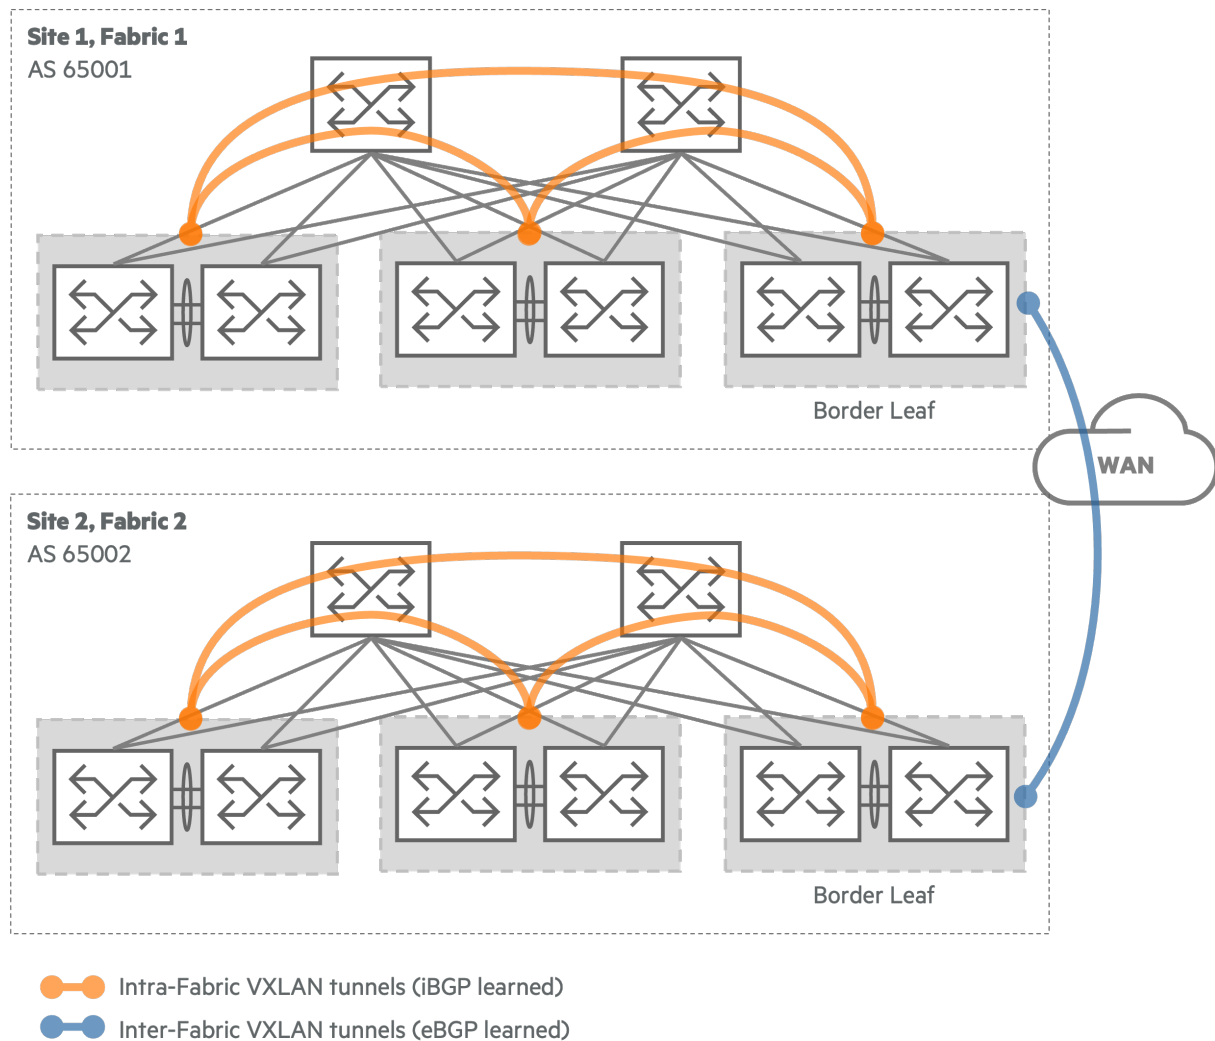 Site 1, Fabric 1
AS 65001
Border Leaf
WAN
Site 2, Fabric 2
AS 65002
Border Leaf
Intra-Fabric VXLAN tunnels (iBGP learned)
Inter-Fabric VXLAN tunnels (eBGP learned)